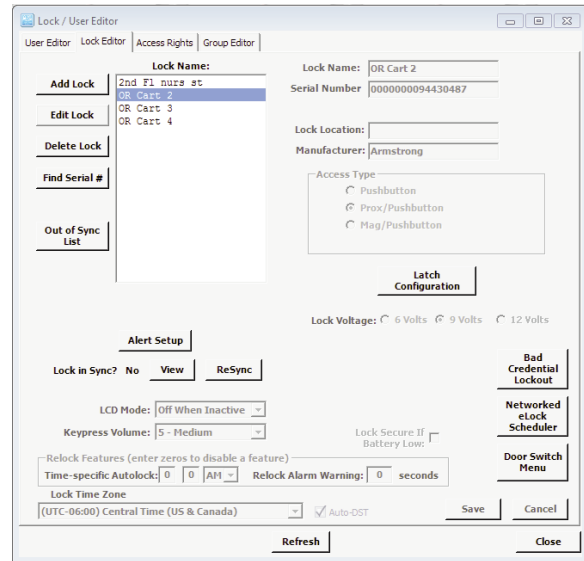 Lock / User Editor
User Editor Lock Editor Access Rights Group Editor
Lock Name:
Add Lock
Edit Lock
Delete Lock
Find Serial #
Out of Sync
List
2nd Fl nurs st
OR Cart 2
OR Cart 3
OR Cart 4
Lock Name: OR Cart 2
Serial Number 0000000094430487
Lock Location:
Manufacturer: Armstrong
Access Type
Pushbutton
Prox/Pushbutton
Mag/Pushbutton
Latch
Configuration
Lock Voltage: 6 Volts 9 Volts 12 Volts
Alert Setup
Lock in Sync? No View ReSync
Bad
Credential
Lockout
Networked
eLock
Scheduler
Door Switch
Menu
LCD Mode: Off When Inactive
Keypress Volume: 5 - Medium
Lock Secure If
Battery Low:
Relock Features (enter zeros to disable a feature)
Time-specific Autolock: 0 0 AM Relock Alarm Warning: 0 seconds
Lock Time Zone
(UTC-06:00) Central Time (US & Canada) Auto-DST
Save Cancel
Refresh Close